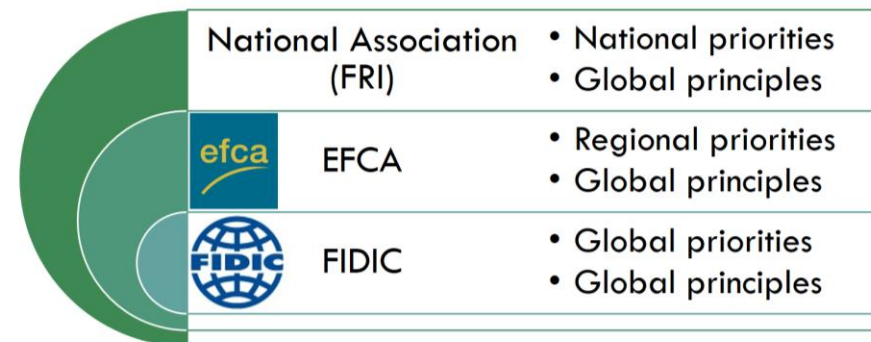 National Association
(FRI)
• National priorities
• Global principles
efca
EFCA
• Regional priorities
• Global principles
FIDIC
FIDIC
• Global priorities
• Global principles